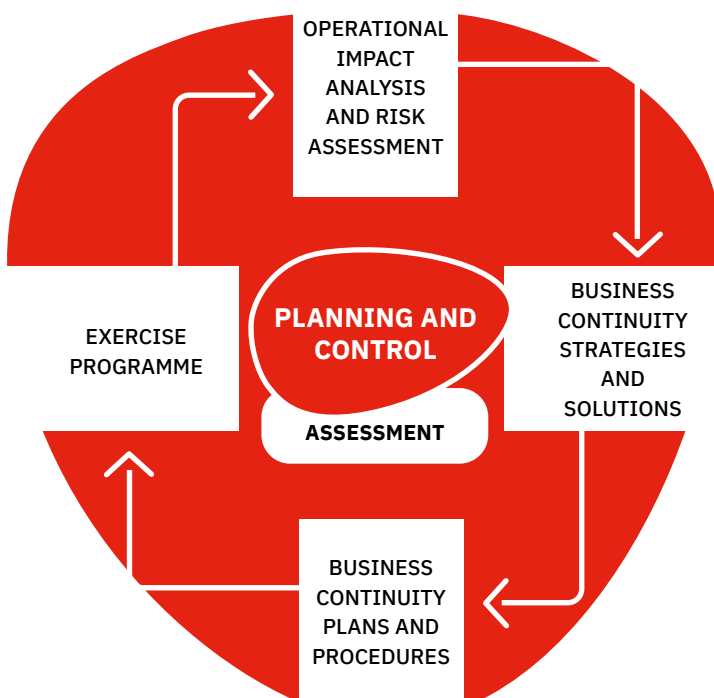 OPERATIONAL
IMPACT
ANALYSIS
AND RISK
ASSESSMENT
BUSINESS
CONTINUITY
STRATEGIES
AND
SOLUTIONS
EXERCISE
PROGRAMME
PLANNING AND
CONTROL
ASSESSMENT
BUSINESS
CONTINUITY
PLANS AND
PROCEDURES